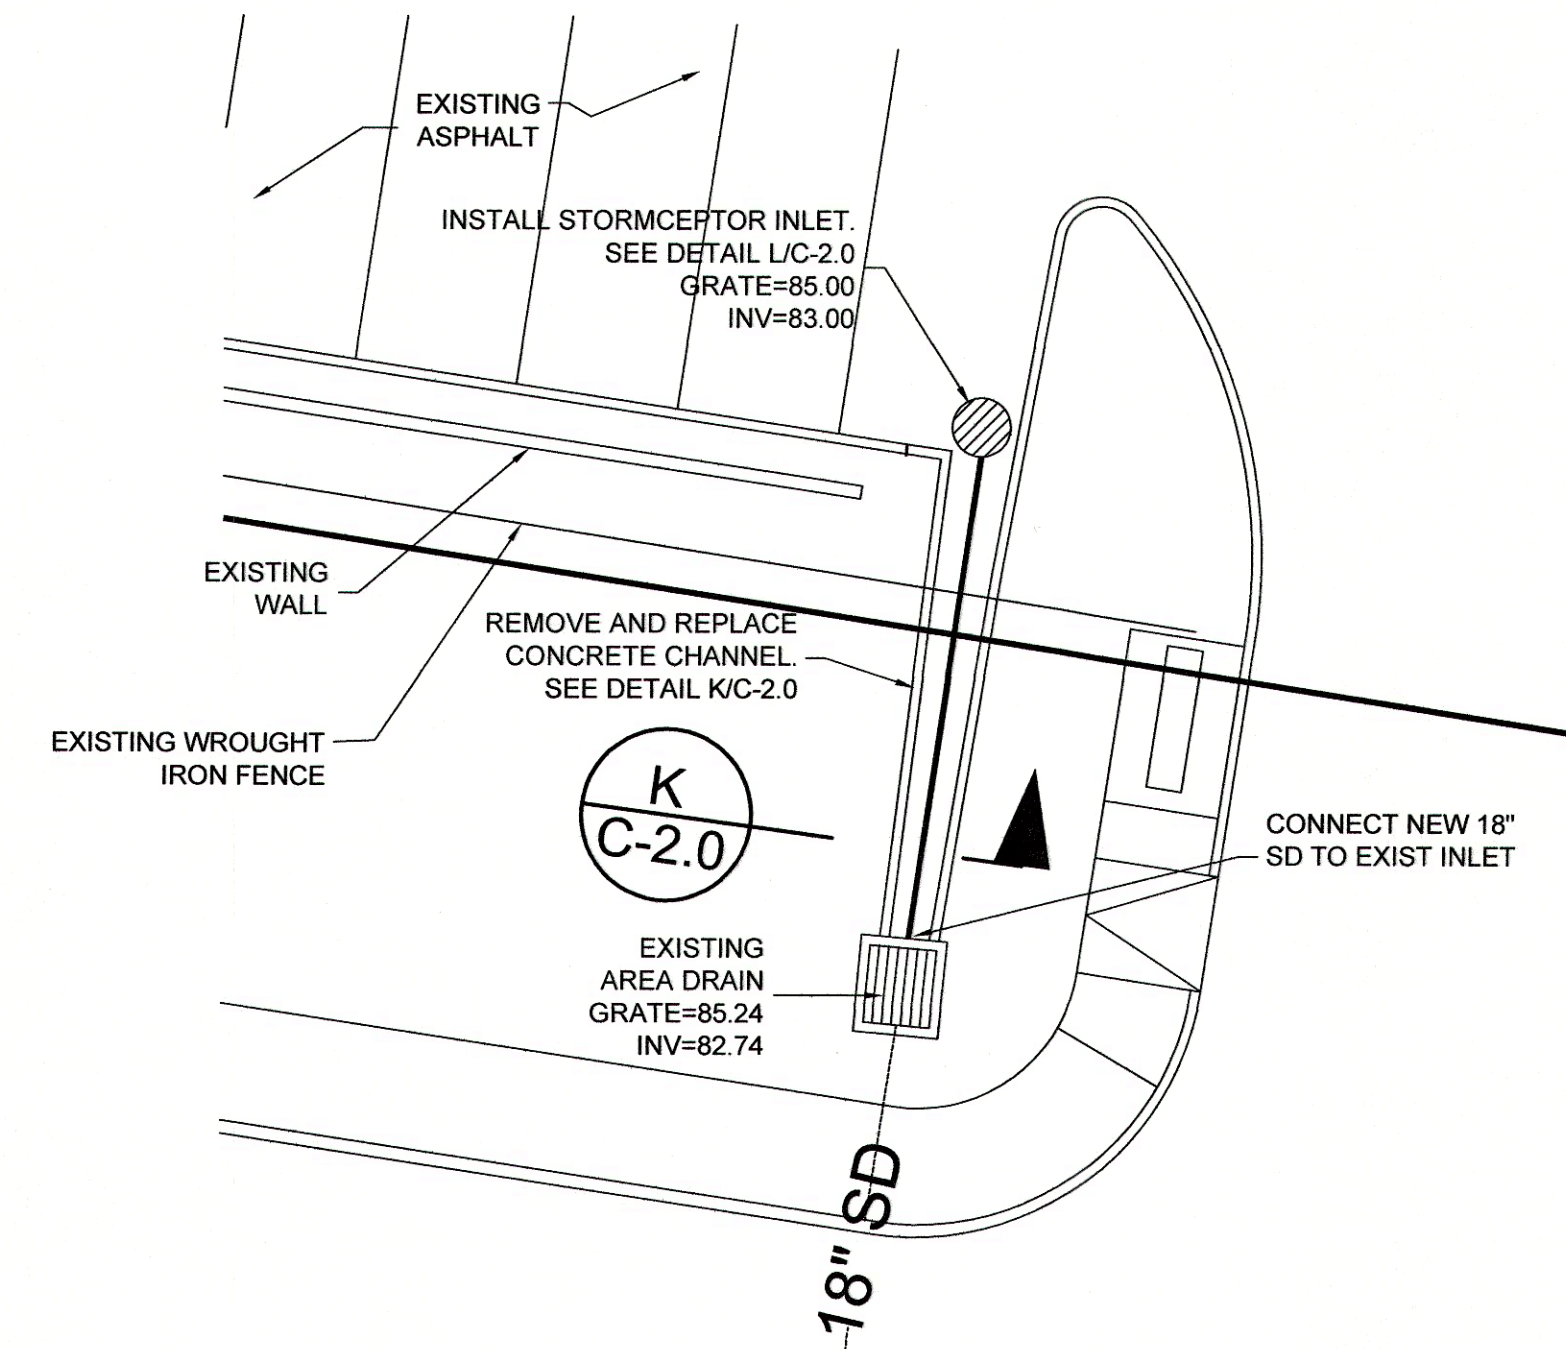 EXISTING
ASPHALT
INSTALL STORMCEPTOR INLET.
SEE DETAIL L/C-2.0
GRATE=85.00
INV=83.00
EXISTING
WALL
REMOVE AND REPLACE
CONCRETE CHANNEL.
SEE DETAIL K/C-2.0
EXISTING WROUGHT
IRON FENCE
K
C-2.0
CONNECT NEW 18"
SD TO EXIST INLET
EXISTING
AREA DRAIN
GRATE=85.24
INV=82.74
18" SD